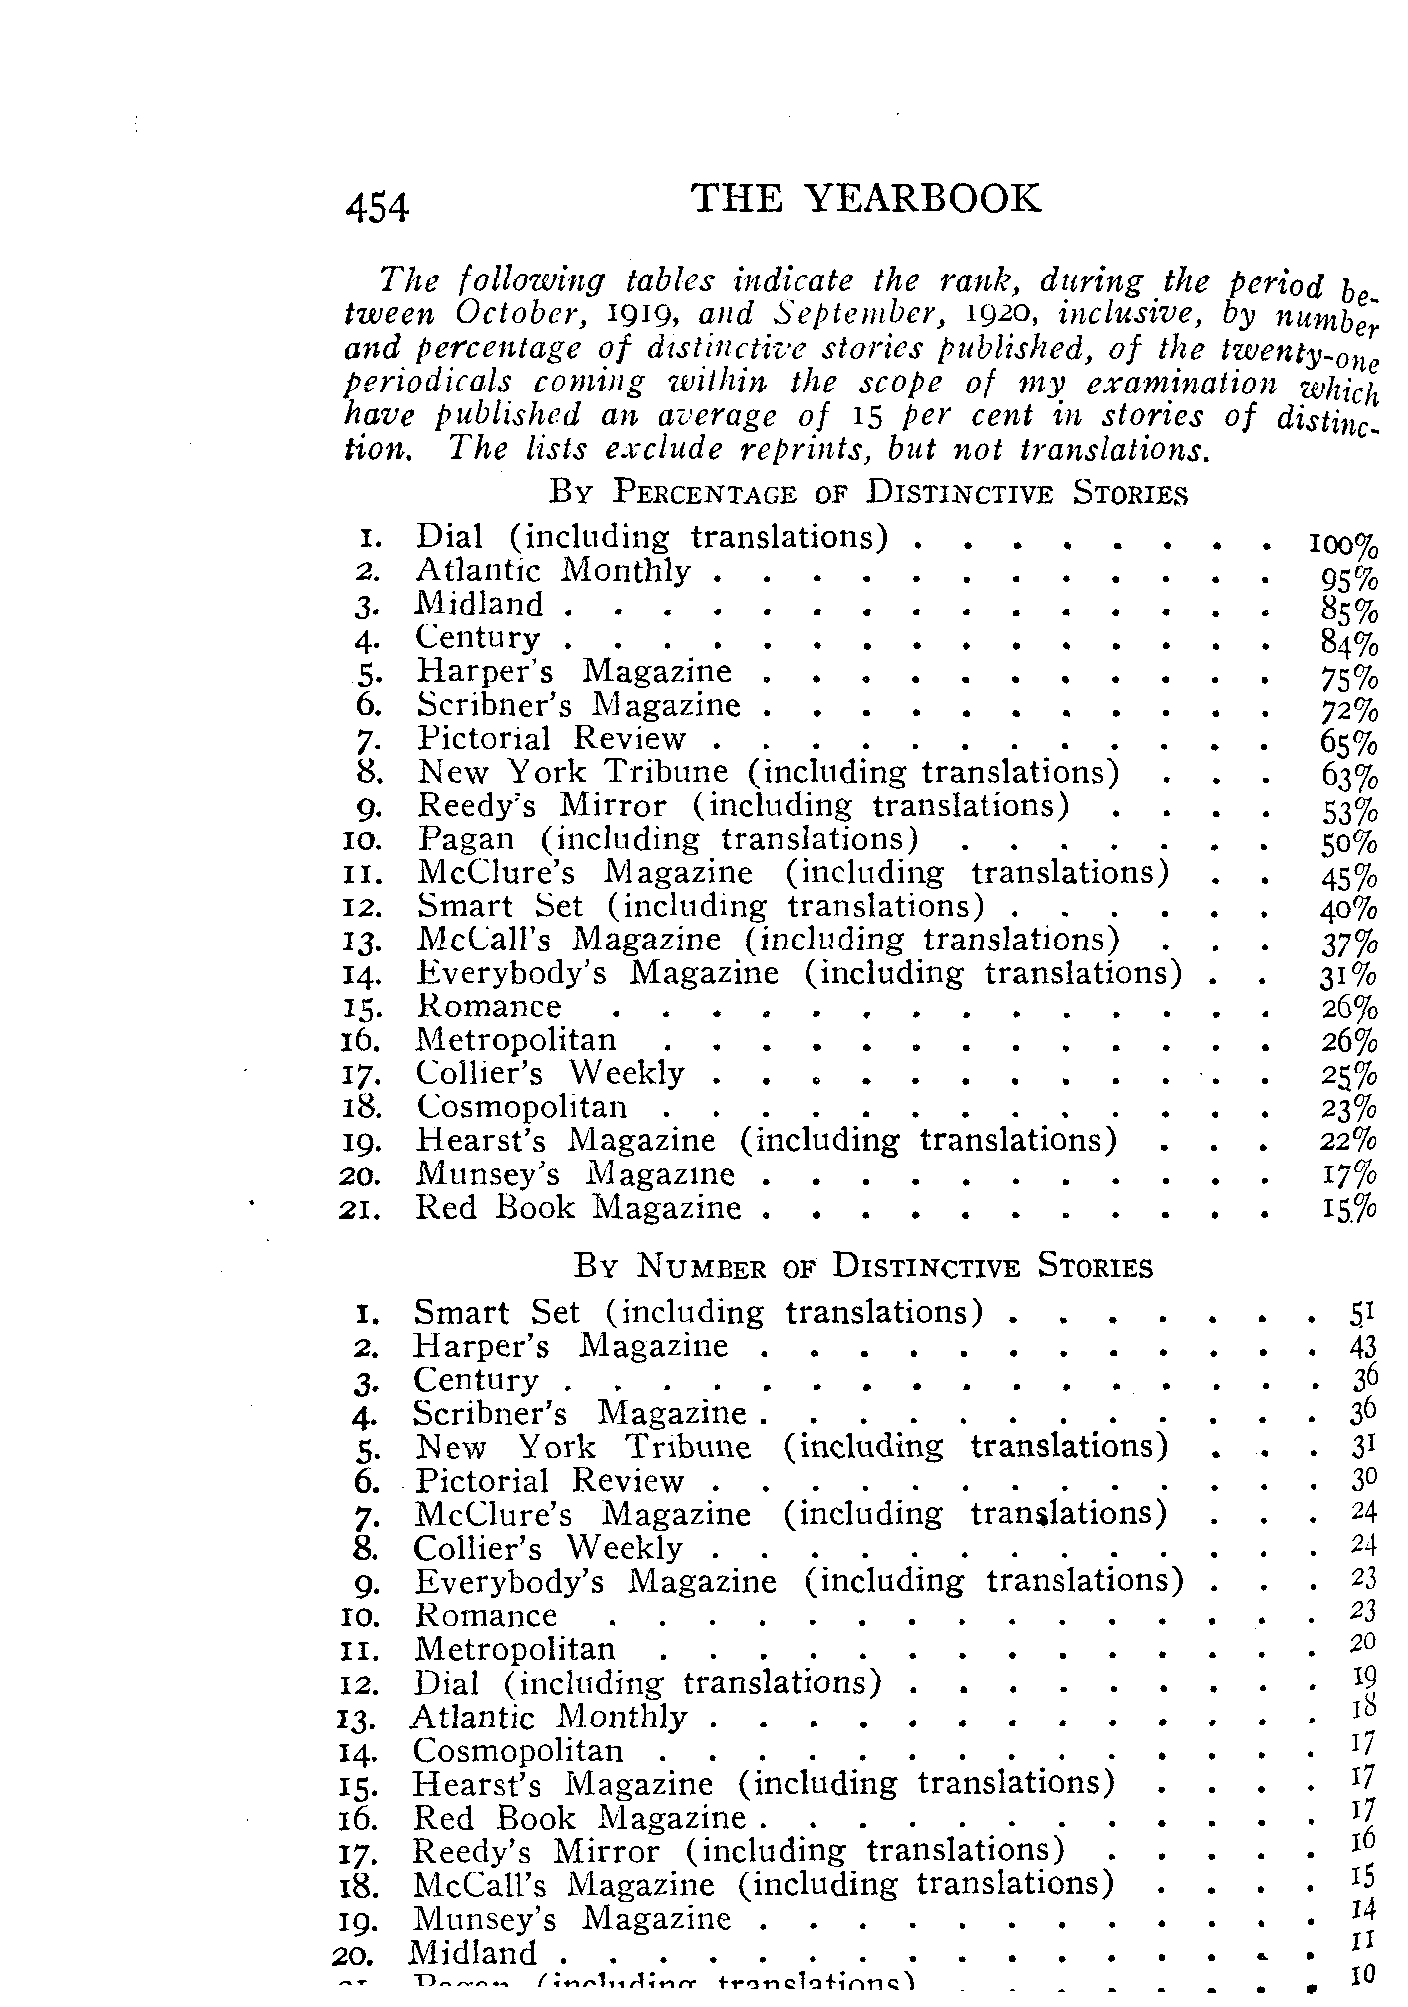 454 THE YEARBOOK
The following tables indicate the rank, during the period be-
tween October, 1919, and September, 1920, inclusive, by number
and percentage of distinctive stories published, of the twenty-one
periodicals coming within the scope of my examination which
have published an average of 15 per cent in stories of distinc-
tion. The lists exclude reprints, but not translations.
By Percentage of Distinctive Stories
1. Dial (including translations) . . . . . . . . 100%
2. Atlantic Monthly . . . . . . . . . . . . 95%
3. Midland . . . . . . . . . . . . . . . 85%
4. Century . . . . . . . . . . . . . . . 84%
5. Harper's Magazine . . . . . . . . . . . 75%
6. Scribner's Magazine . . . . . . . . . . . 72%
7. Pictorial Review . . . . . . . . . . . . 65%
8. New York Tribune (including translations) . . . 63%
9. Reedy's Mirror (including translations) . . . . 53%
10. Pagan (including translations) . . . . . . . 50%
11. McClure's Magazine (including translations) . . 45%
12. Smart Set (including translations) . . . . . . 40%
13. McCall's Magazine (including translations) . . . 37%
14. Everybody's Magazine (including translations) . . 31%
15. Romance . . . . . . . . . . . . . . 26%
16. Metropolitan . . . . . . . . . . . . . 26%
17. Collier's Weekly . . . . . . . . . . . . 25%
18. Cosmopolitan . . . . . . . . . . . . . 23%
19. Hearst's Magazine (including translations) . . . 22%
20. Munsey's Magazine . . . . . . . . . . . 17%
21. Red Book Magazine . . . . . . . . . . . 15%
By Number of Distinctive Stories
1. Smart Set (including translations) . . . . . . . 51
2. Harper's Magazine . . . . . . . . . . . . 43
3. Century . . . . . . . . . . . . . . . . 36
4. Scribner's Magazine . . . . . . . . . . . . 36
5. New York Tribune (including translations) . . . 31
6. Pictorial Review . . . . . . . . . . . . . 30
7. McClure's Magazine (including translations) . . . 24
8. Collier's Weekly . . . . . . . . . . . . . 24
9. Everybody's Magazine (including translations) . . . 23
10. Romance . . . . . . . . . . . . . . . 23
11. Metropolitan . . . . . . . . . . . . . . 20
12. Dial (including translations) . . . . . . . . . 19
13. Atlantic Monthly . . . . . . . . . . . . . 18
14. Cosmopolitan . . . . . . . . . . . . . . 17
15. Hearst's Magazine (including translations) . . . . 17
16. Red Book Magazine . . . . . . . . . . . . 17
17. Reedy's Mirror (including translations) . . . . . 16
18. McCall's Magazine (including translations) . . . . 15
19. Munsey's Magazine . . . . . . . . . . . . 14
20. Midland . . . . . . . . . . . . . . . . 11
21. Pagan (including translations) . . . . . . . . 10